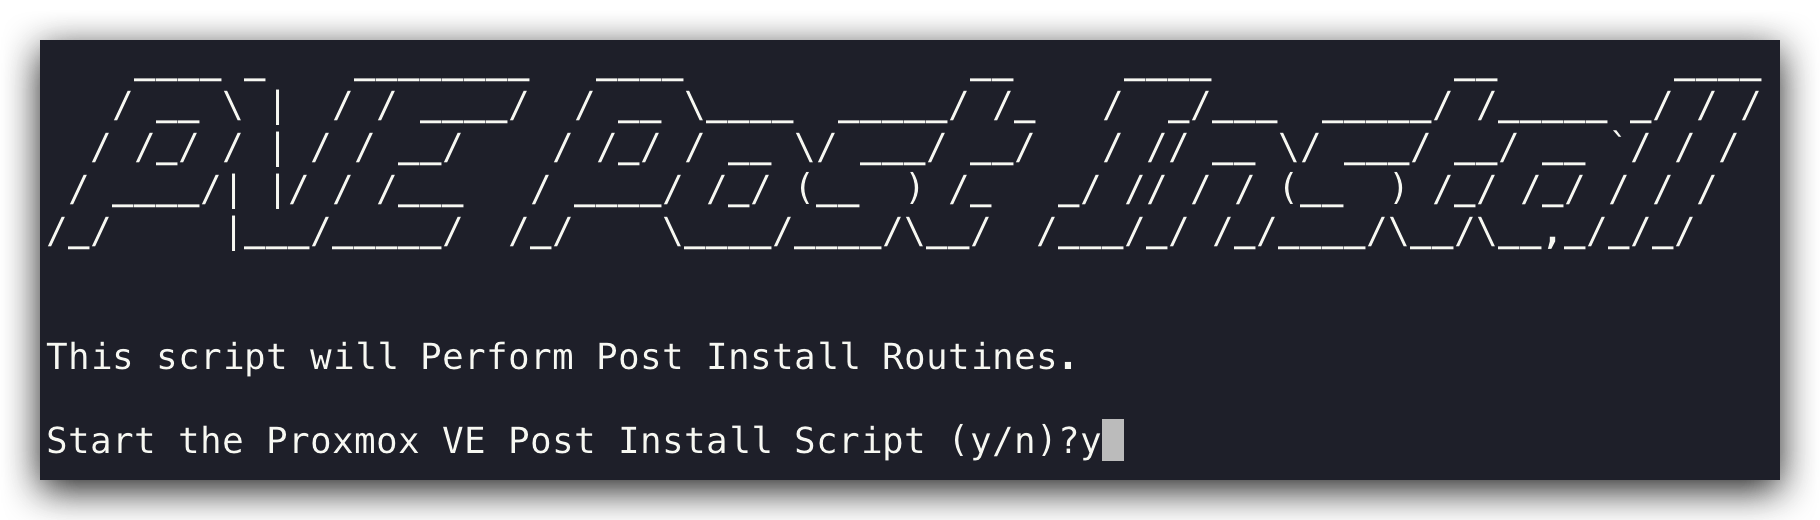 PVE Post Install
This script will Perform Post Install Routines.
Start the Proxmox VE Post Install Script (y/n)?y